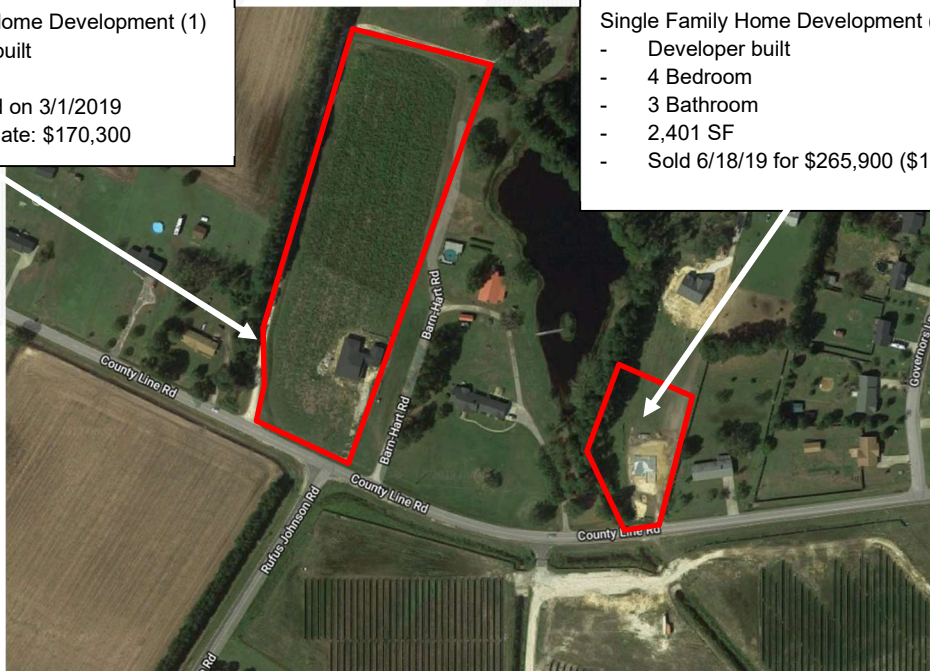 ome Development (1)
built
on 3/1/2019
ate: $170,300
Single Family Home Development (
- Developer built
- 4 Bedroom
- 3 Bathroom
- 2,401 SF
- Sold 6/18/19 for $265,900 ($1
County Line Rd
Barn-Hart Rd
Barn-Hart Rd
Governors
County Line Rd
County Line Rd
Rufus Johnson Rd
Rd